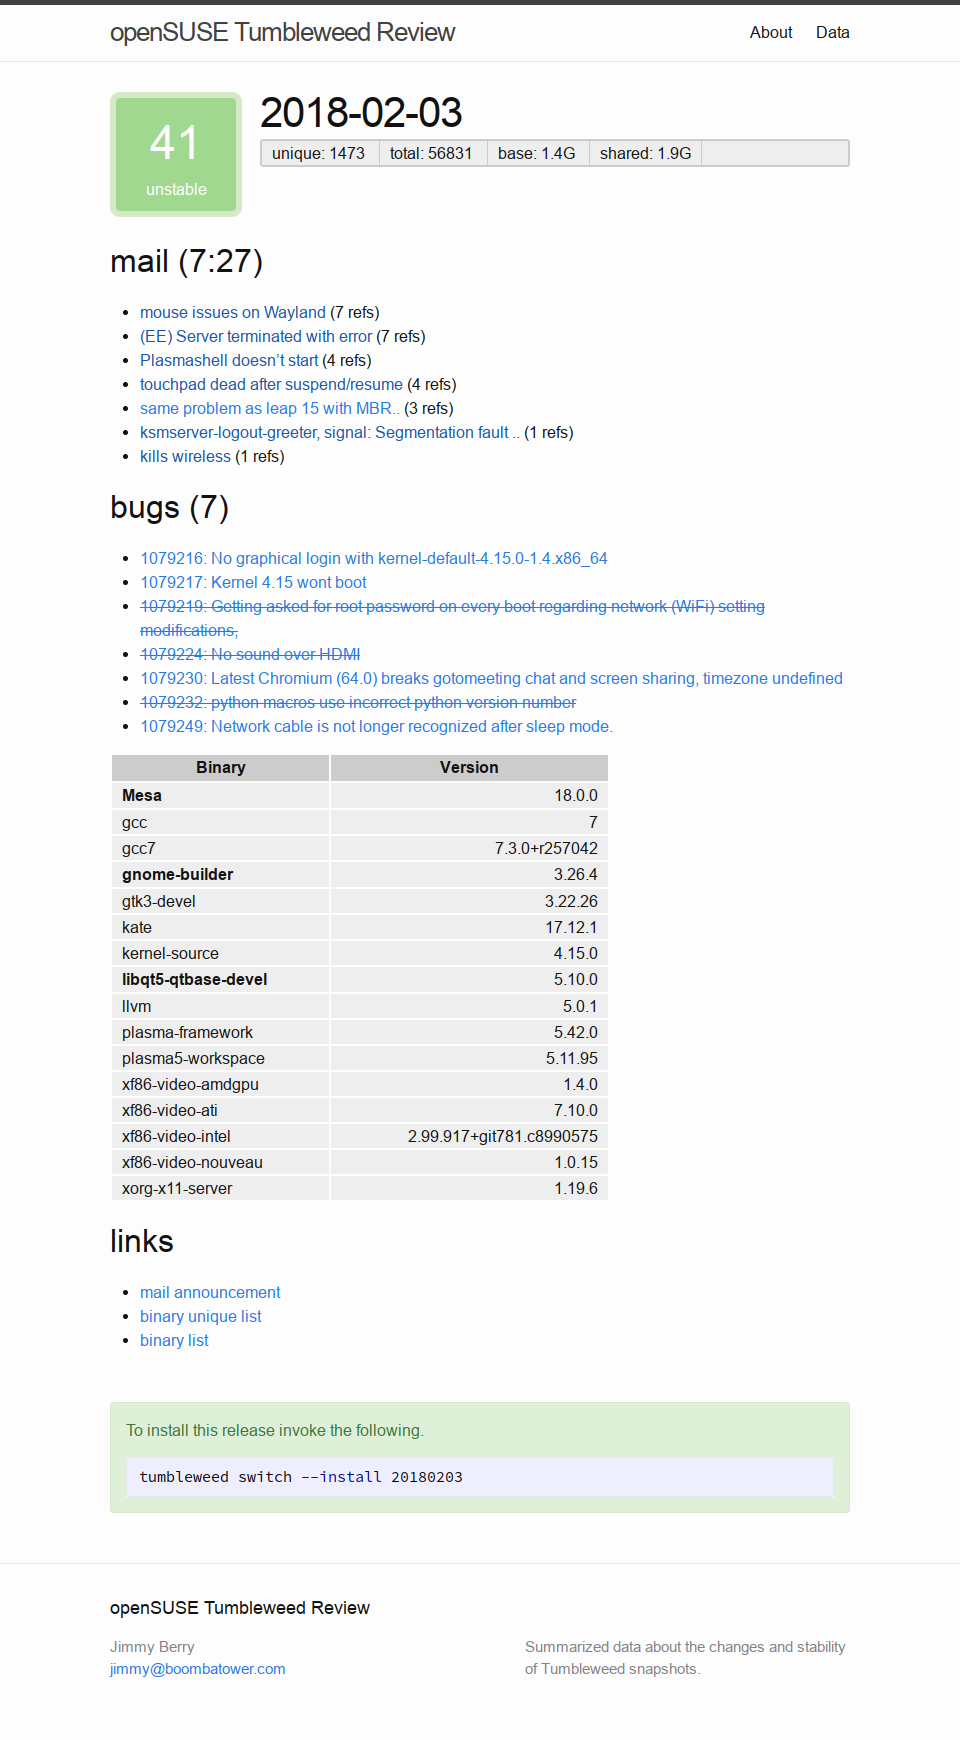 openSUSE Tumbleweed Review
About Data
41
unstable
2018-02-03
unique: 1473 total: 56831 base: 1.4G shared: 1.9G
mail (7:27)
mouse issues on Wayland (7 refs)
(EE) Server terminated with error (7 refs)
Plasmashell doesn’t start (4 refs)
touchpad dead after suspend/resume (4 refs)
same problem as leap 15 with MBR.. (3 refs)
ksmserver-logout-greeter, signal: Segmentation fault .. (1 refs)
kills wireless (1 refs)
bugs (7)
1079216: No graphical login with kernel-default-4.15.0-1.4.x86_64
1079217: Kernel 4.15 wont boot
1079219: Getting asked for root password on every boot regarding network (WiFi) setting
modifications,
1079224: No sound over HDMI
1079230: Latest Chromium (64.0) breaks gotomeeting chat and screen sharing, timezone undefined
1079232: python macros use incorrect python version number
1079249: Network cable is not longer recognized after sleep mode.
Binary Version
Mesa 18.0.0
gcc 7
gcc7 7.3.0+r257042
gnome-builder 3.26.4
gtk3-devel 3.22.26
kate 17.12.1
kernel-source 4.15.0
libqt5-qtbase-devel 5.10.0
llvm 5.0.1
plasma-framework 5.42.0
plasma5-workspace 5.11.95
xf86-video-amdgpu 1.4.0
xf86-video-ati 7.10.0
xf86-video-intel 2.99.917+git781.c8990575
xf86-video-nouveau 1.0.15
xorg-x11-server 1.19.6
links
mail announcement
binary unique list
binary list
To install this release invoke the following.
tumbleweed switch --install 20180203
openSUSE Tumbleweed Review
Jimmy Berry
jimmy@boombatower.com
Summarized data about the changes and stability
of Tumbleweed snapshots.